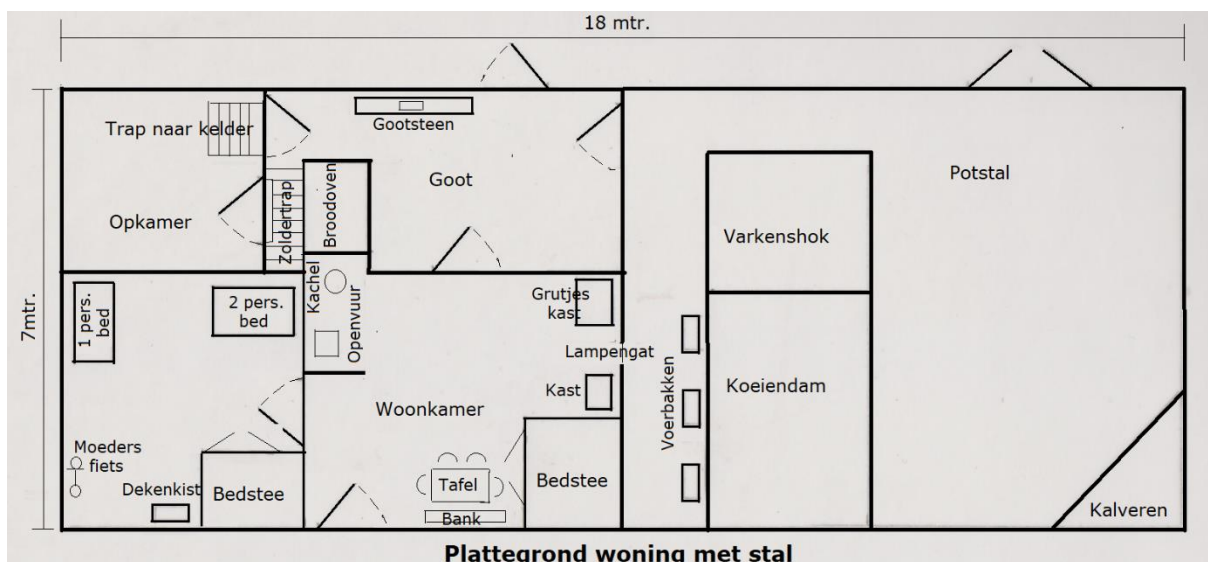 18 mtr.
7mtr.
Trap naar kelder
Gootsteen
Potstal
Goot
Broodoven
Zoldertrap
Opkamer
Varkenshok
1 pers.
bed
2 pers.
bed
Kachel
Openvuur
Grutjes
kast
Lampengat
Kast
Woonkamer
Voerbakken
Koeiendam
Moeders
fiets
Dekenkist
Bedstee
Tafel
Bank
Bedstee
Kalveren
Plattegrond woning met stal